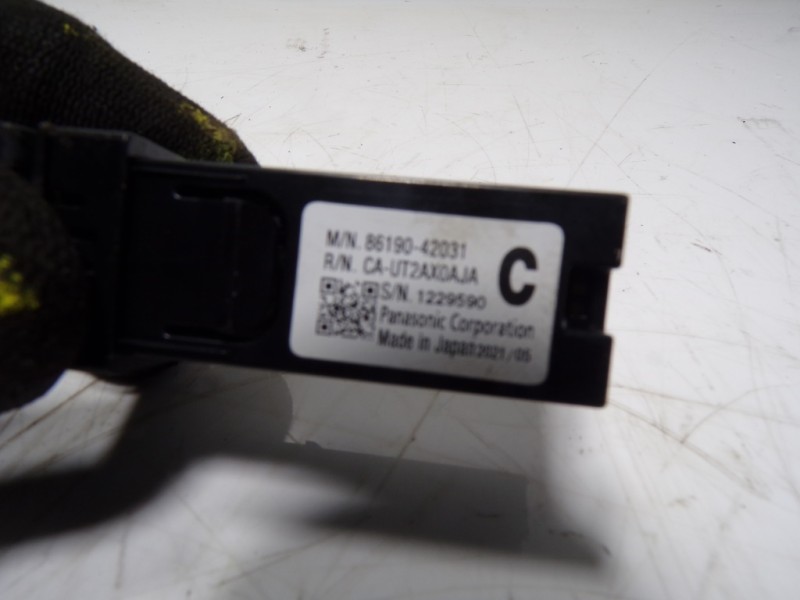 M/N. 86190-42031
R/N. CA-UT2AX0AJA
C
S/N. 1229590
Panasonic Corporation
Made in Japan 2021/05